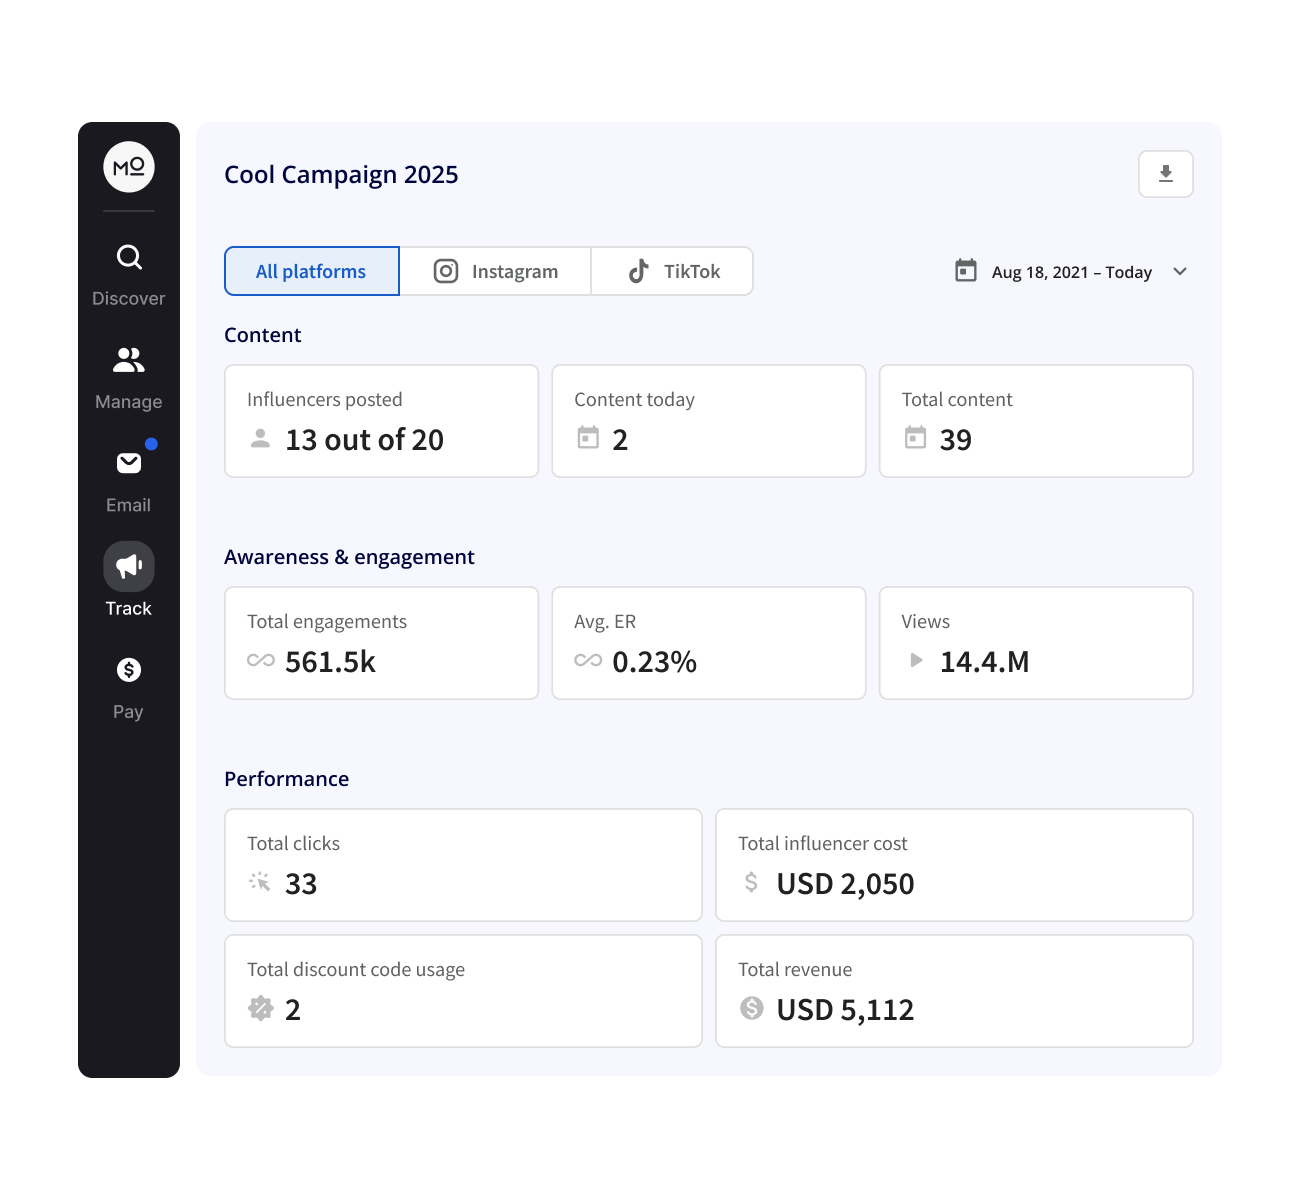 MO
Discover
Manage
Email
Track
Pay
Cool Campaign 2025
All platforms
Instagram
TikTok
Aug 18, 2021 – Today
Content
Influencers posted
13 out of 20
Content today
2
Total content
39
Awareness & engagement
Total engagements
561.5k
Avg. ER
0.23%
Views
14.4.M
Performance
Total clicks
33
Total influencer cost
$ USD 2,050
Total discount code usage
2
Total revenue
$ USD 5,112